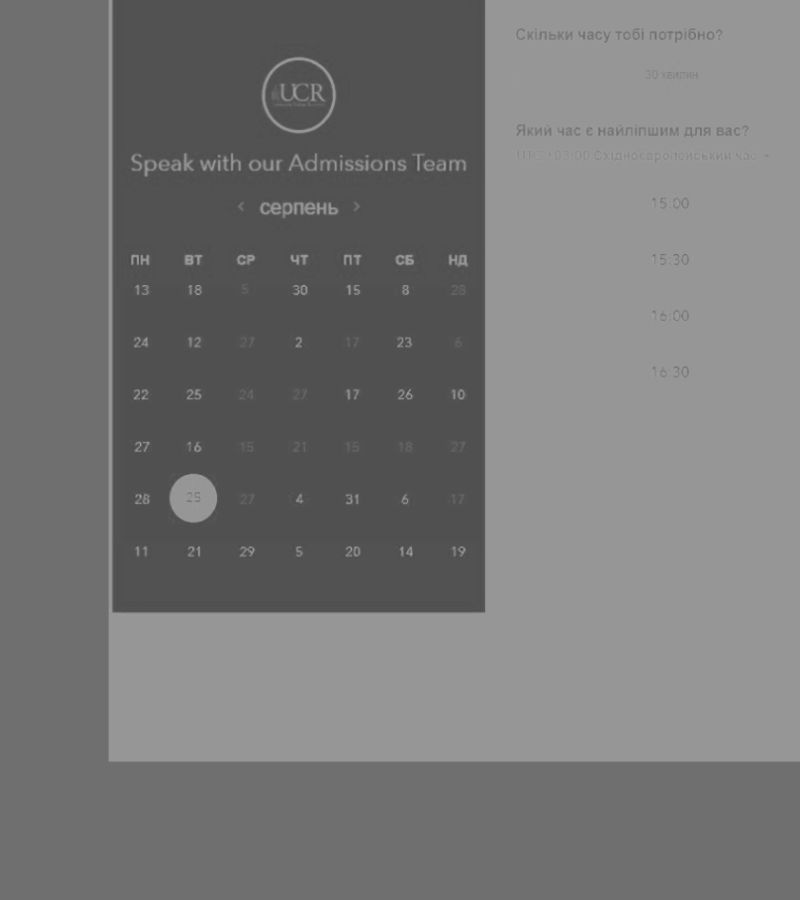 UCR
Speak with our Admissions Team
серпень
ПН ВТ СР ЧТ ПТ СБ НД
13 18 5 30 15 8 28
24 12 27 2 17 23 6
22 25 24 27 17 26 10
27 16 15 21 15 18 27
28 25 27 4 31 6 17
11 21 29 5 20 14 19
Скільки часу тобі потрібно?
30 хвилин
Який час є найліпшим для вас?
UTC +03:00 Східноєвропейський час
15:00
15:30
16:00
16:30